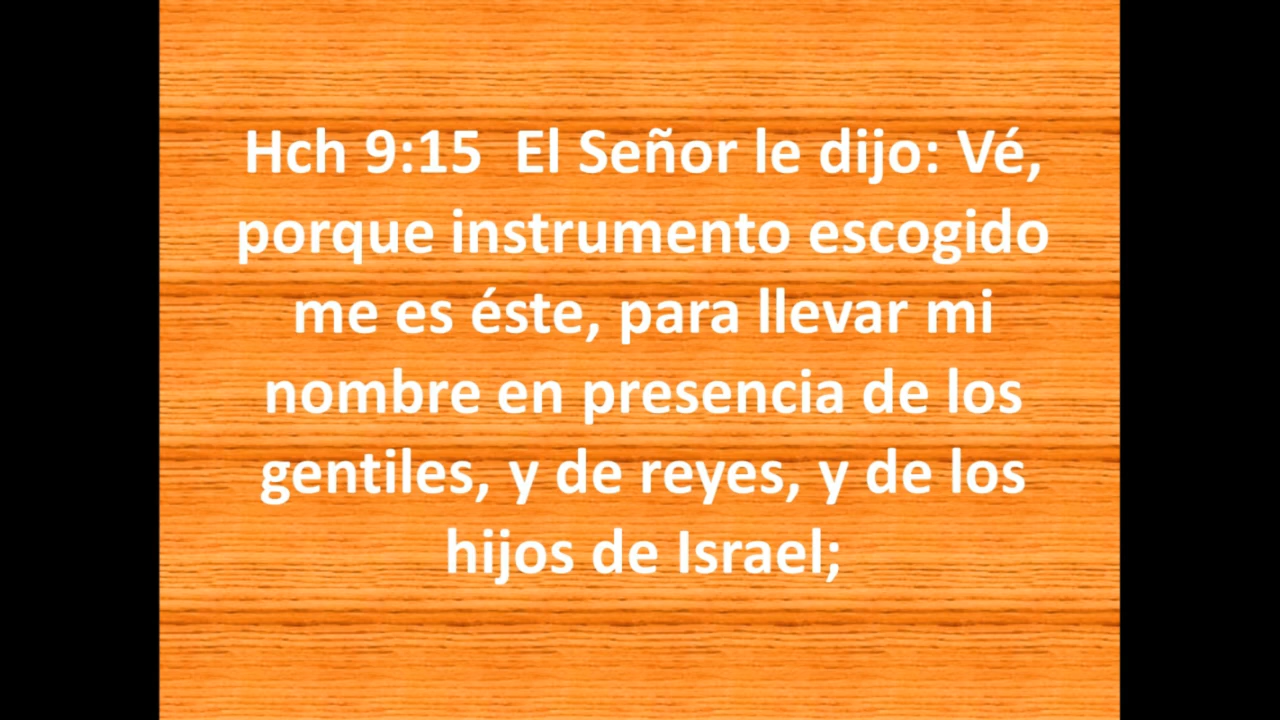 Hch 9:15  El Señor le dijo: Vé,
porque instrumento escogido
me es éste, para llevar mi
nombre en presencia de los
gentiles, y de reyes, y de los
hijos de Israel;